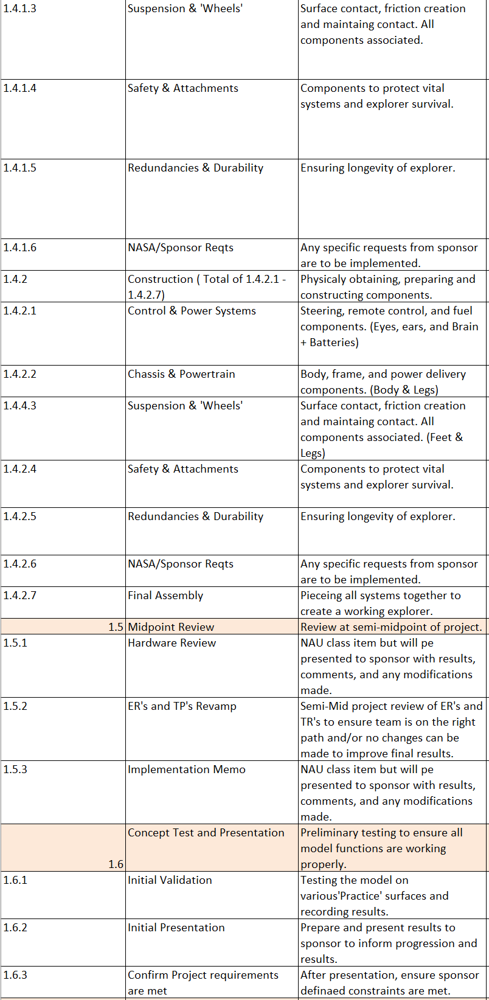 1.4.1.3 Suspension & 'Wheels' Surface contact, friction creation
and maintaing contact. All
components associated.
1.4.1.4 Safety & Attachments Components to protect vital
systems and explorer survival.
1.4.1.5 Redundancies & Durability Ensuring longevity of explorer.
1.4.1.6 NASA/Sponsor Reqts Any specific requests from sponsor
are to be implemented.
1.4.2 Construction ( Total of 1.4.2.1 - Physicaly obtaining, preparing and
1.4.2.7) constructing components.
1.4.2.1 Control & Power Systems Steering, remote control, and fuel
components. (Eyes, ears, and Brain
+ Batteries)
1.4.2.2 Chassis & Powertrain Body, frame, and power delivery
components. (Body & Legs)
1.4.4.3 Suspension & 'Wheels' Surface contact, friction creation
and maintaing contact. All
components associated. (Feet &
Legs)
1.4.2.4 Safety & Attachments Components to protect vital
systems and explorer survival.
1.4.2.5 Redundancies & Durability Ensuring longevity of explorer.
1.4.2.6 NASA/Sponsor Reqts Any specific requests from sponsor
are to be implemented.
1.4.2.7 Final Assembly Pieceing all systems together to
create a working explorer.
1.5 Midpoint Review Review at semi-midpoint of project.
1.5.1 Hardware Review NAU class item but will pe
presented to sponsor with results,
comments, and any modifications
made.
1.5.2 ER's and TP's Revamp Semi-Mid project review of ER's and
TR's to ensure team is on the right
path and/or no changes can be
made to improve final results.
1.5.3 Implementation Memo NAU class item but will pe
presented to sponsor with results,
comments, and any modifications
made.
Concept Test and Presentation Preliminary testing to ensure all
model functions are working
1.6 properly.
1.6.1 Initial Validation Testing the model on
various'Practice' surfaces and
recording results.
1.6.2 Initial Presentation Prepare and present results to
sponsor to inform progression and
results.
1.6.3 Confirm Project requirements After presentation, ensure sponsor
are met definaed constraints are met.